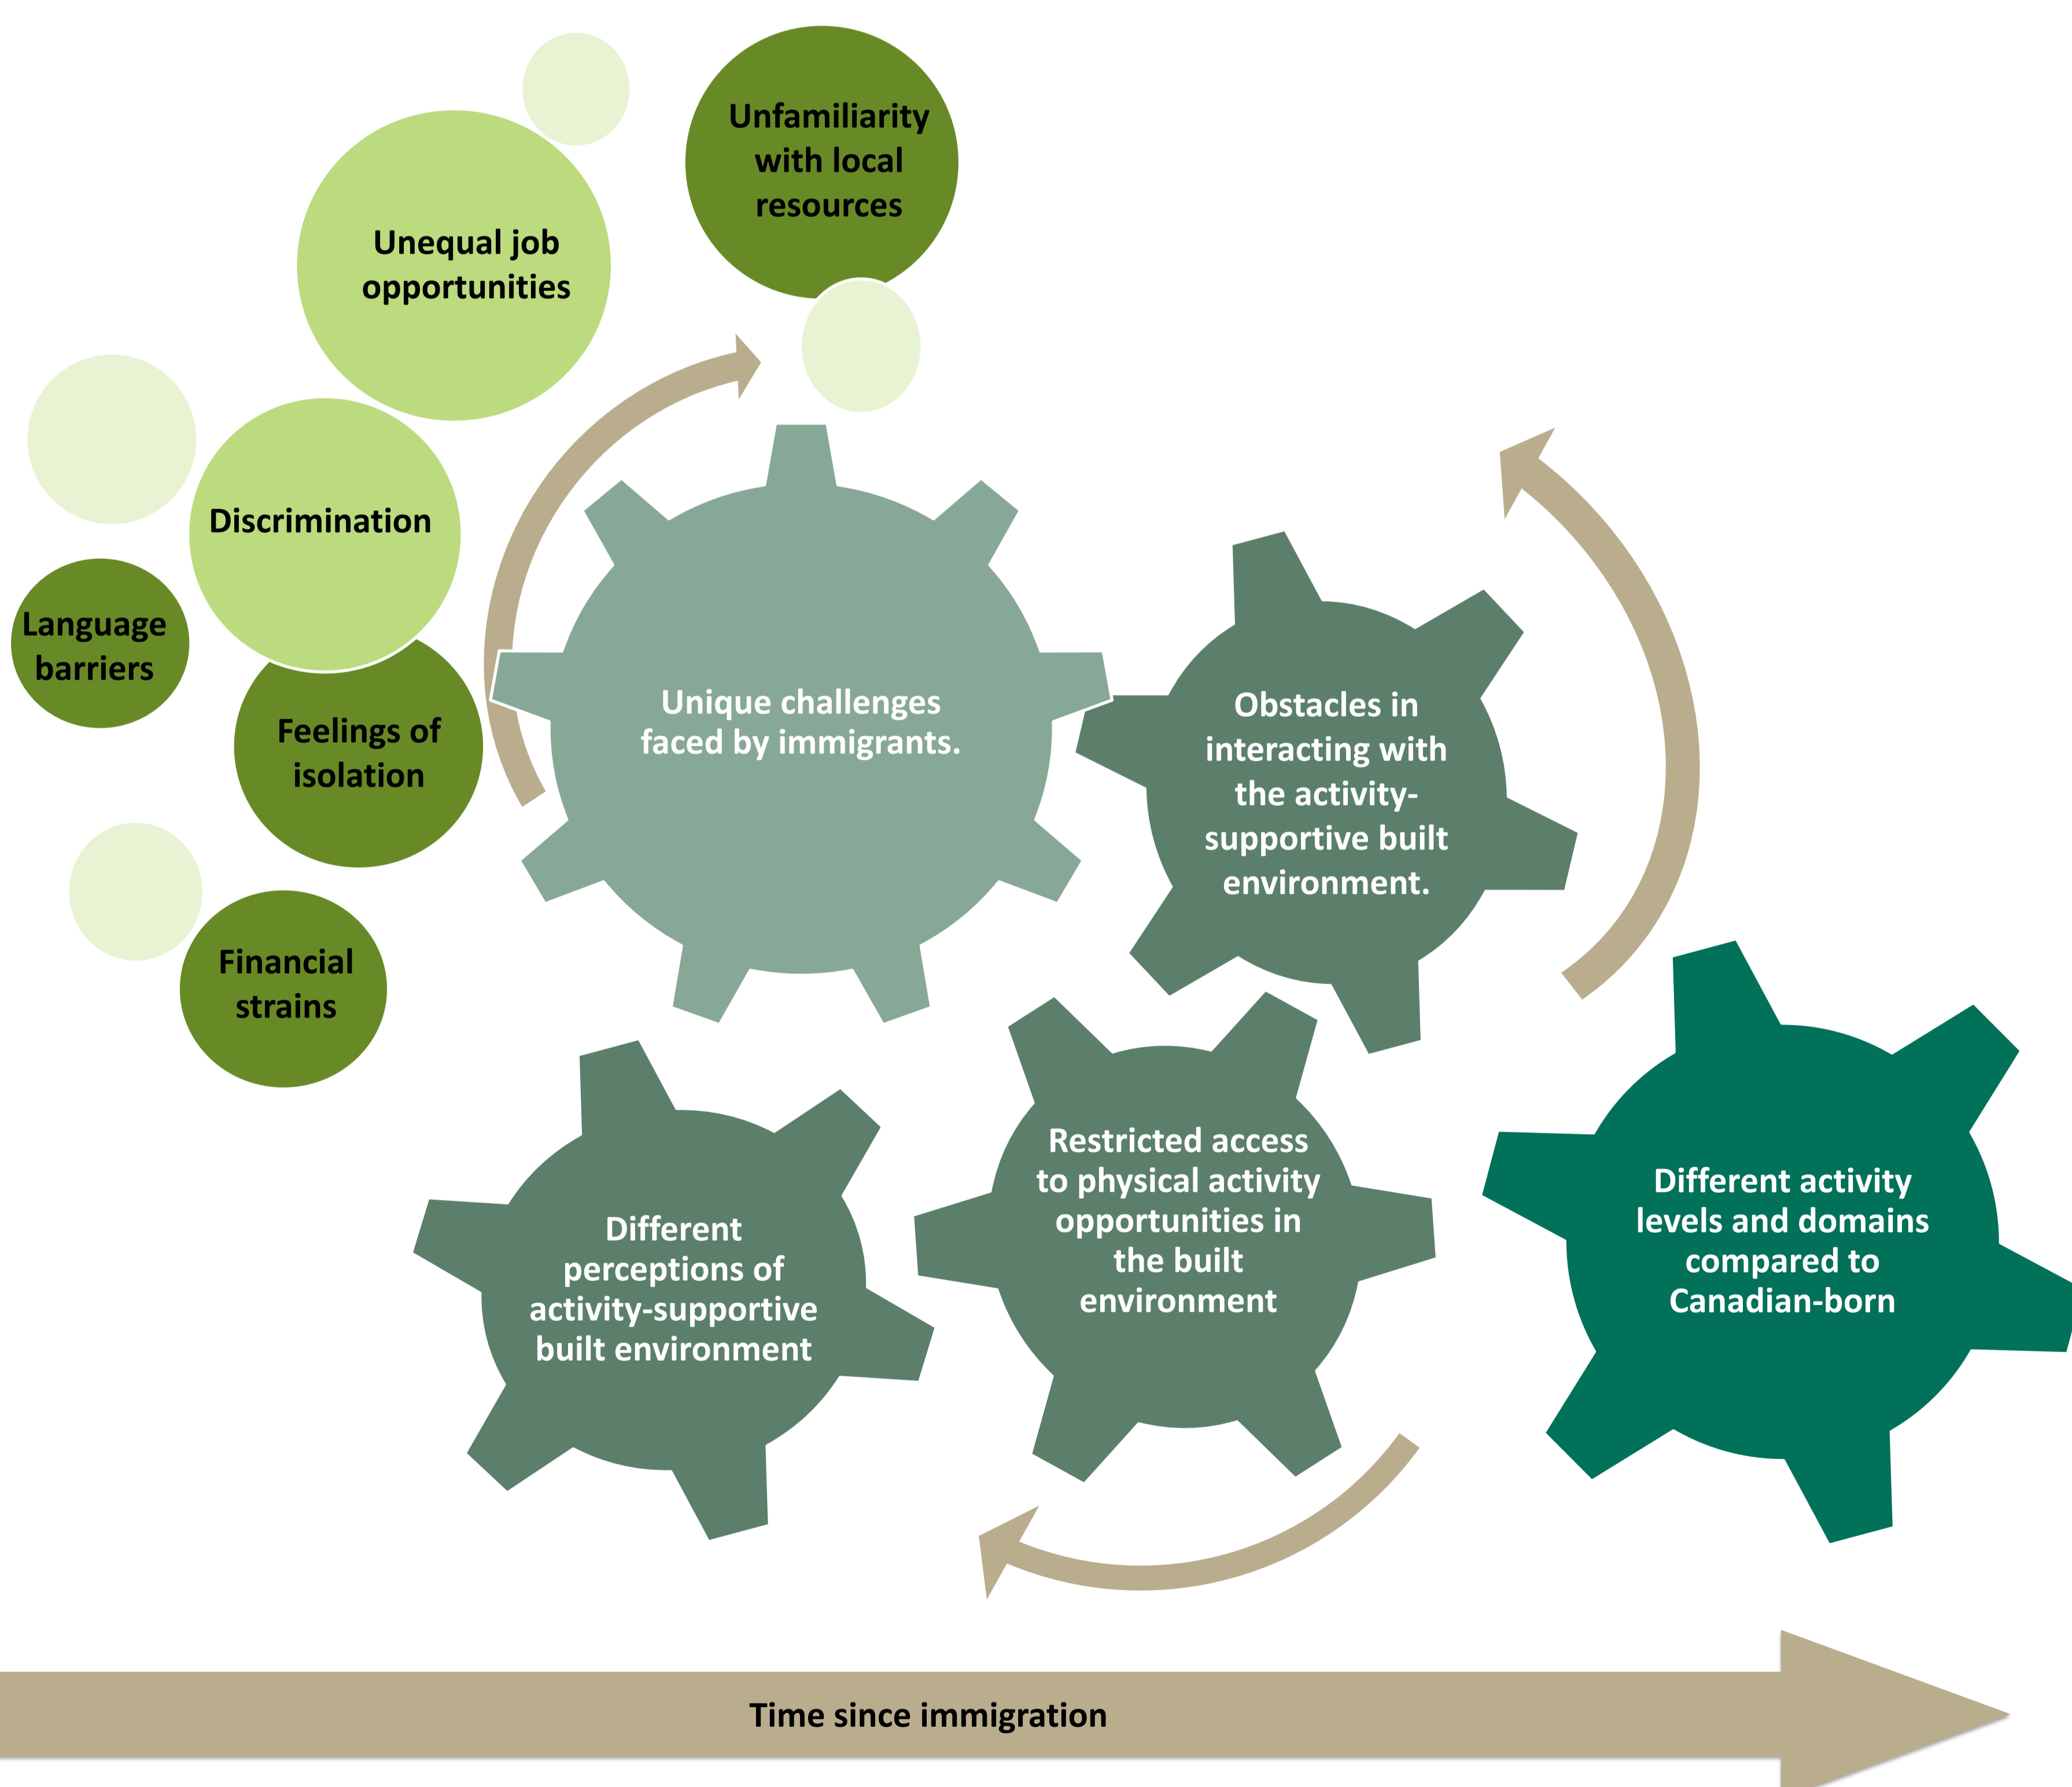 Unfamiliarity
with local
resources
Unequal job
opportunities
Discrimination
Language
barriers
Feelings of
isolation
Financial
strains
Unique challenges
faced by immigrants.
Obstacles in
interacting with
the activity-
supportive built
environment.
Different
perceptions of
activity-supportive
built environment
Restricted access
to physical activity
opportunities in
the built
environment
Different activity
levels and domains
compared to
Canadian-born
Time since immigration